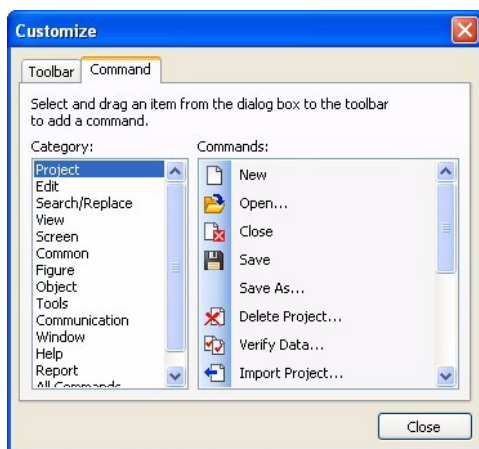 Customize
Toolbar
Command
Select and drag an item from the dialog box to the toolbar
to add a command.
Category:
Project
Edit
Search/Replace
View
Screen
Common
Figure
Object
Tools
Communication
Window
Help
Report
All Commands
Commands:
New
Open...
Close
Save
Save As...
Delete Project...
Verify Data...
Import Project...
Close